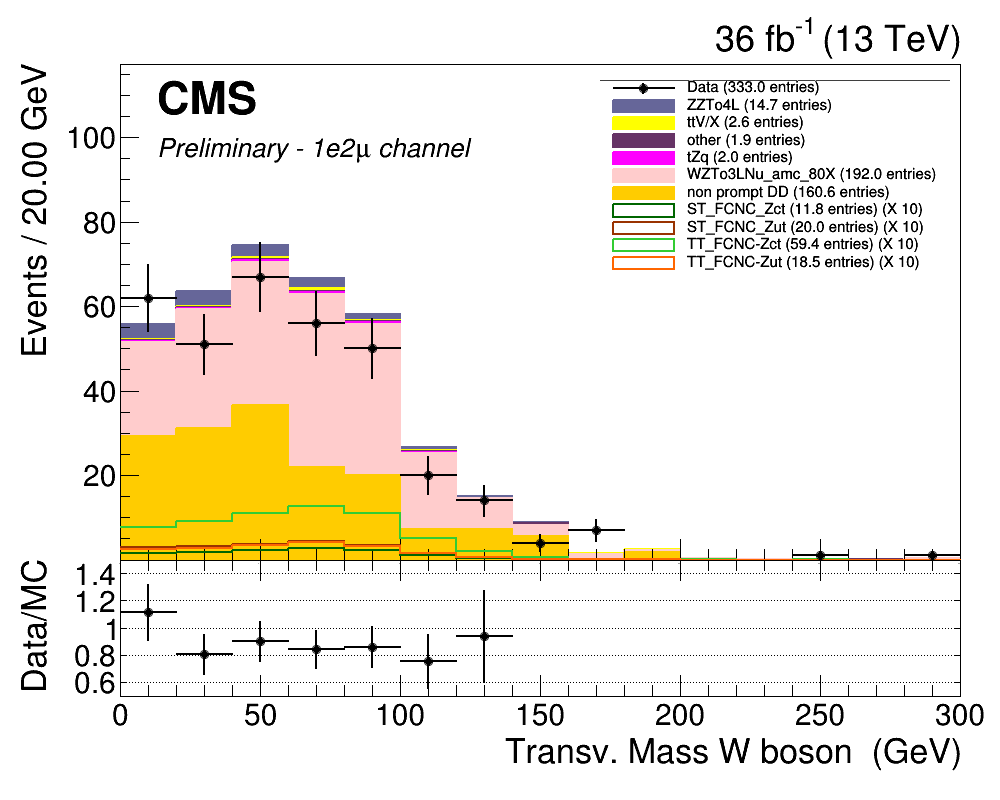 36 fb-1 (13 TeV)
CMS
Preliminary - 1e2μ channel
Data (333.0 entries)
ZZTo4L (14.7 entries)
ttV/X (2.6 entries)
other (1.9 entries)
tZq (2.0 entries)
WZTo3LNu_amc_80X (192.0 entries)
non prompt DD (160.6 entries)
ST_FCNC_Zct (11.8 entries) (X 10)
ST_FCNC_Zut (20.0 entries) (X 10)
TT_FCNC-Zct (59.4 entries) (X 10)
TT_FCNC-Zut (18.5 entries) (X 10)
Events / 20.00 GeV
100
80
60
40
20
Data/MC
1.4
1.2
1
0.8
0.6
0 50 100 150 200 250 300
Transv. Mass W boson (GeV)